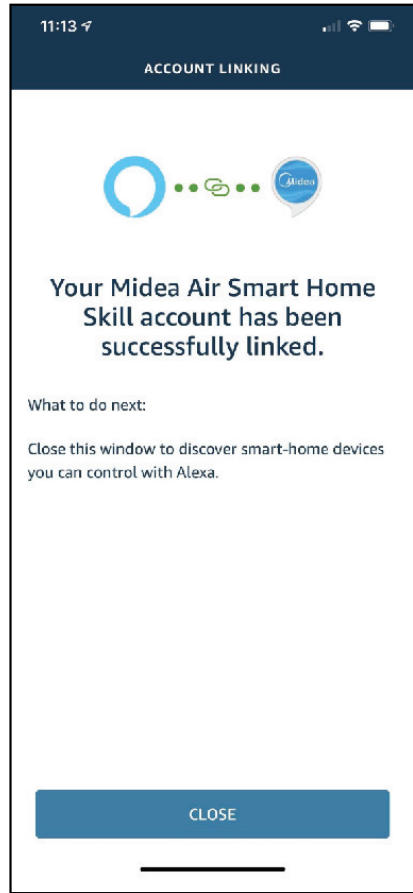 11:13
ACCOUNT LINKING
Midea
Your Midea Air Smart Home
Skill account has been
successfully linked.
What to do next:
Close this window to discover smart-home devices
you can control with Alexa.
CLOSE